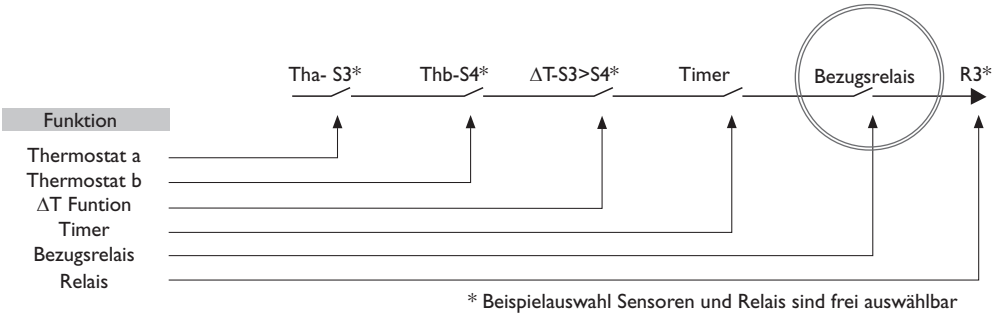 Tha- S3* Thb-S4* ΔT-S3>S4* Timer Bezugsrelais R3*
Funktion
Thermostat a
Thermostat b
ΔT Funtion
Timer
Bezugsrelais
Relais
* Beispielauswahl Sensoren und Relais sind frei auswählbar